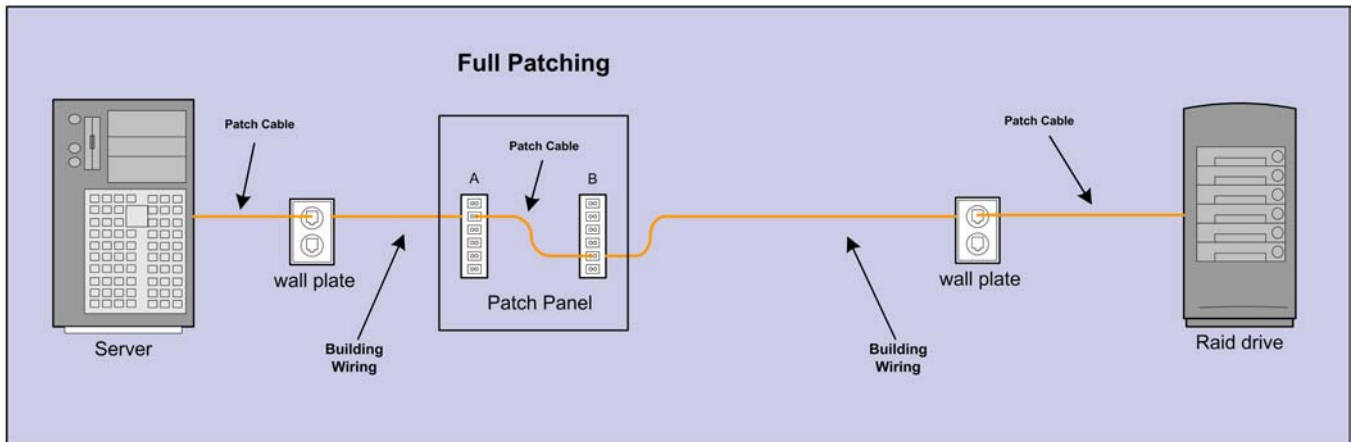 Full Patching
Patch Cable
Patch Cable
Patch Cable
A
B
wall plate
Patch Panel
wall plate
Server
Building
Wiring
Building
Wiring
Raid drive